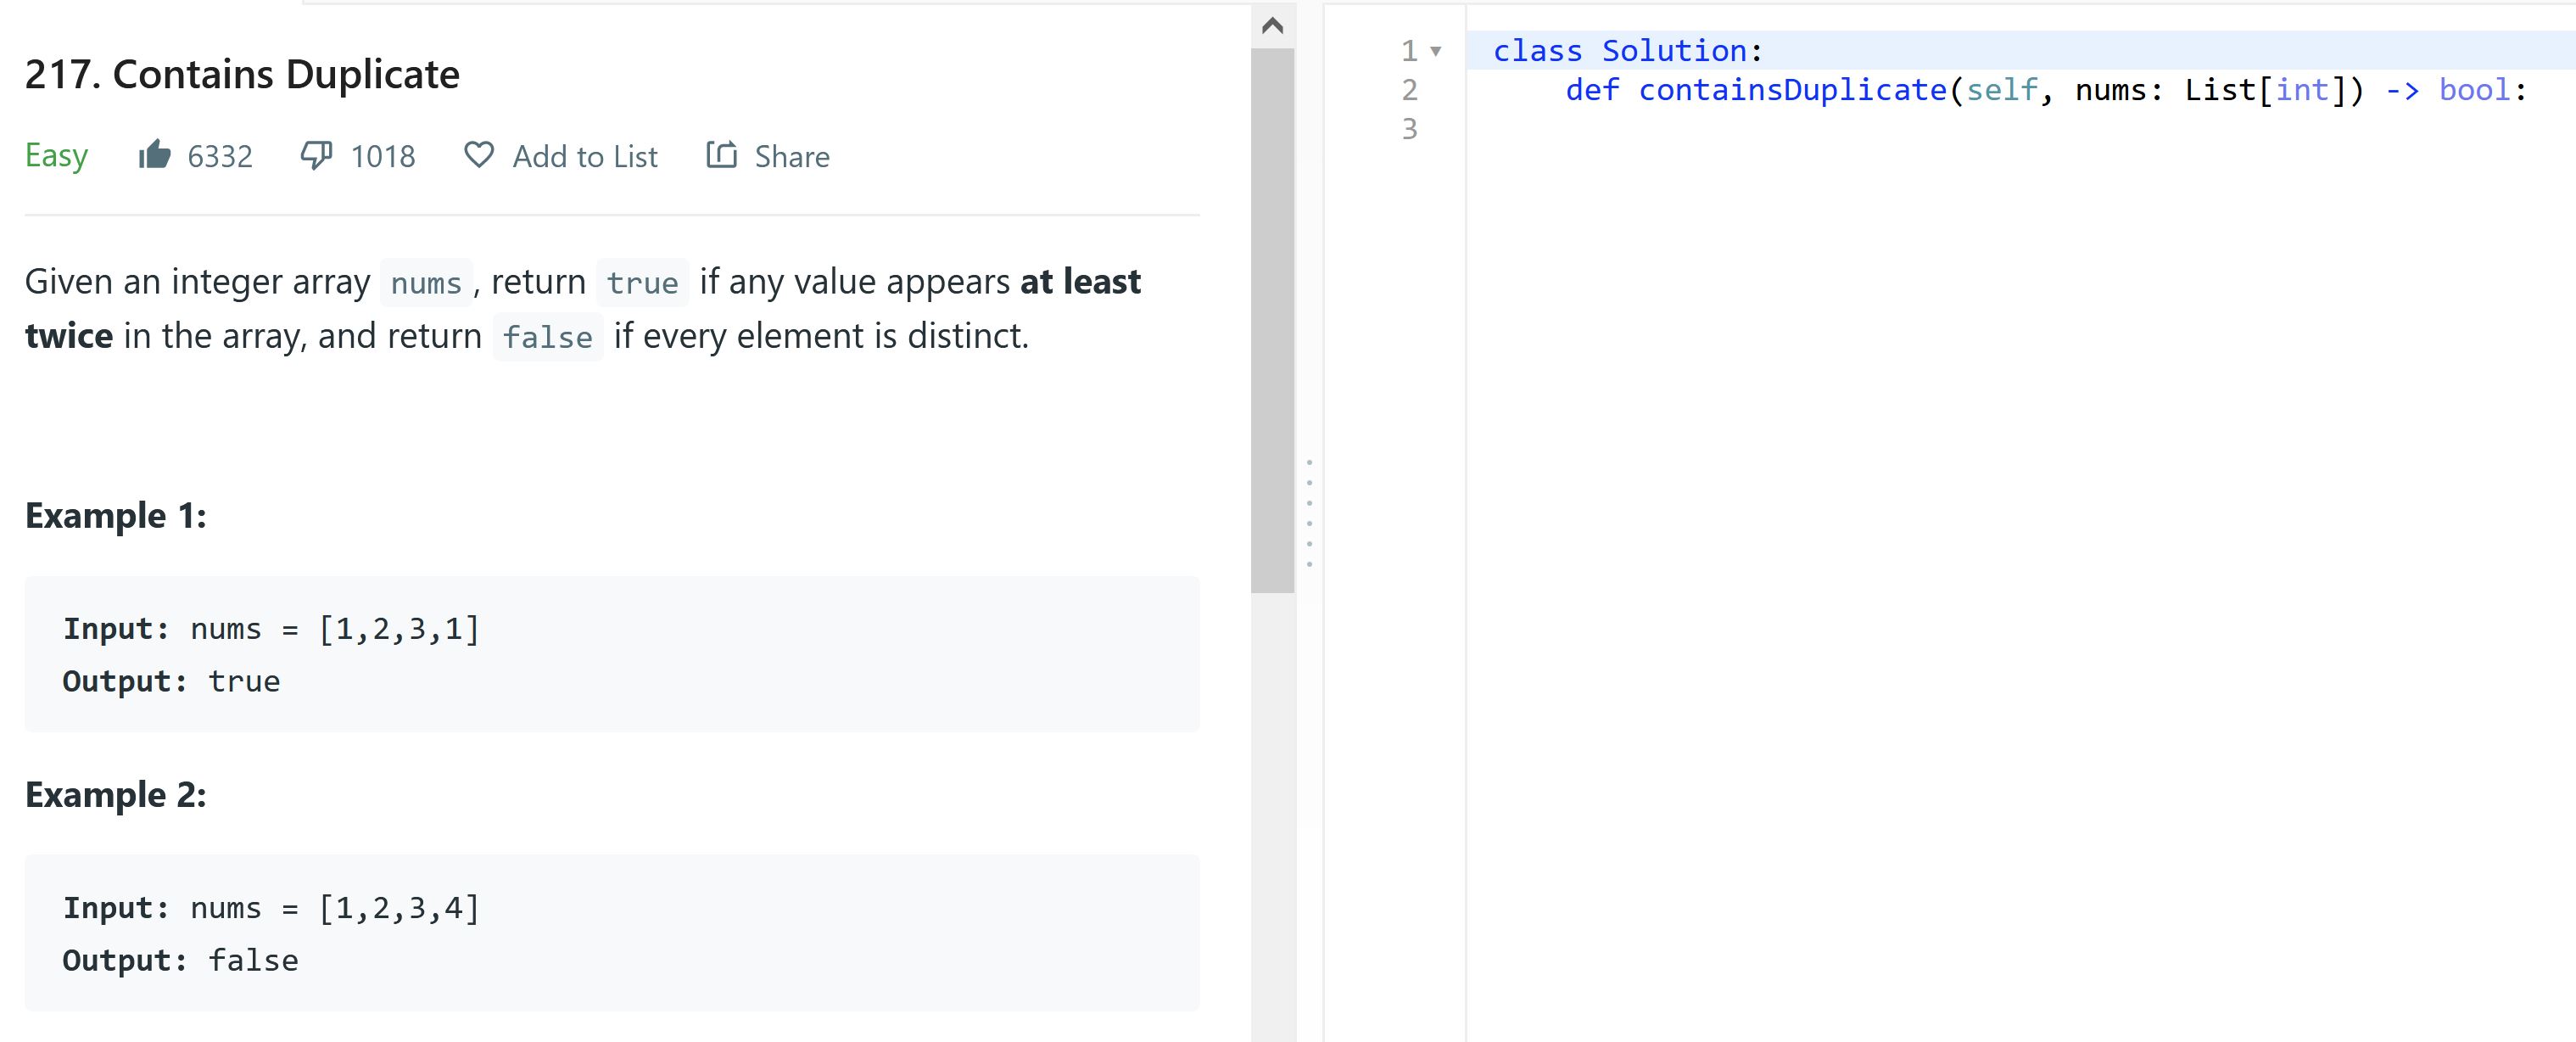 217. Contains Duplicate
Easy 6332 1018 Add to List Share
Given an integer array nums, return true if any value appears at least
twice in the array, and return false if every element is distinct.
Example 1:
Input: nums = [1,2,3,1]
Output: true
Example 2:
Input: nums = [1,2,3,4]
Output: false
1 class Solution:
2     def containsDuplicate(self, nums: List[int]) -> bool:
3